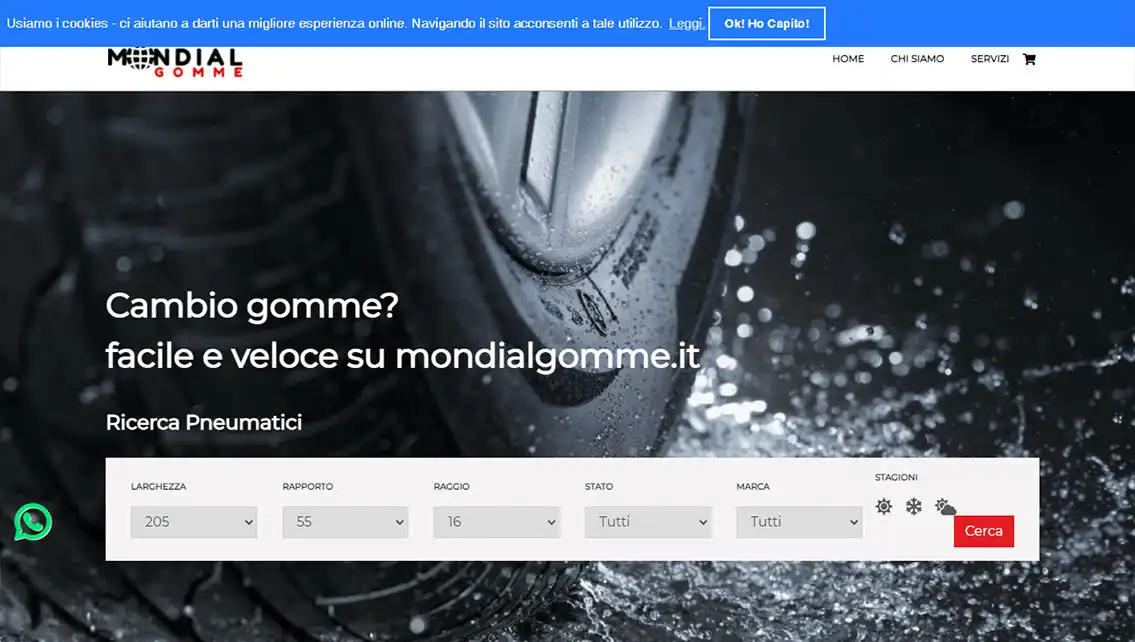 Usiamo i cookies - ci aiutano a darti una migliore esperienza online. Navigando il sito acconsenti a tale utilizzo. Leggi. Ok! Ho Capito!
MONDIAL
GOMME
HOME CHI SIAMO SERVIZI
Cambio gomme?
facile e veloce su mondialgomme.it
Ricerca Pneumatici
LARGHEZZA RAPPORTO RAGGIO STATO MARCA STAGIONI
205 55 16 Tutti Tutti
Cerca